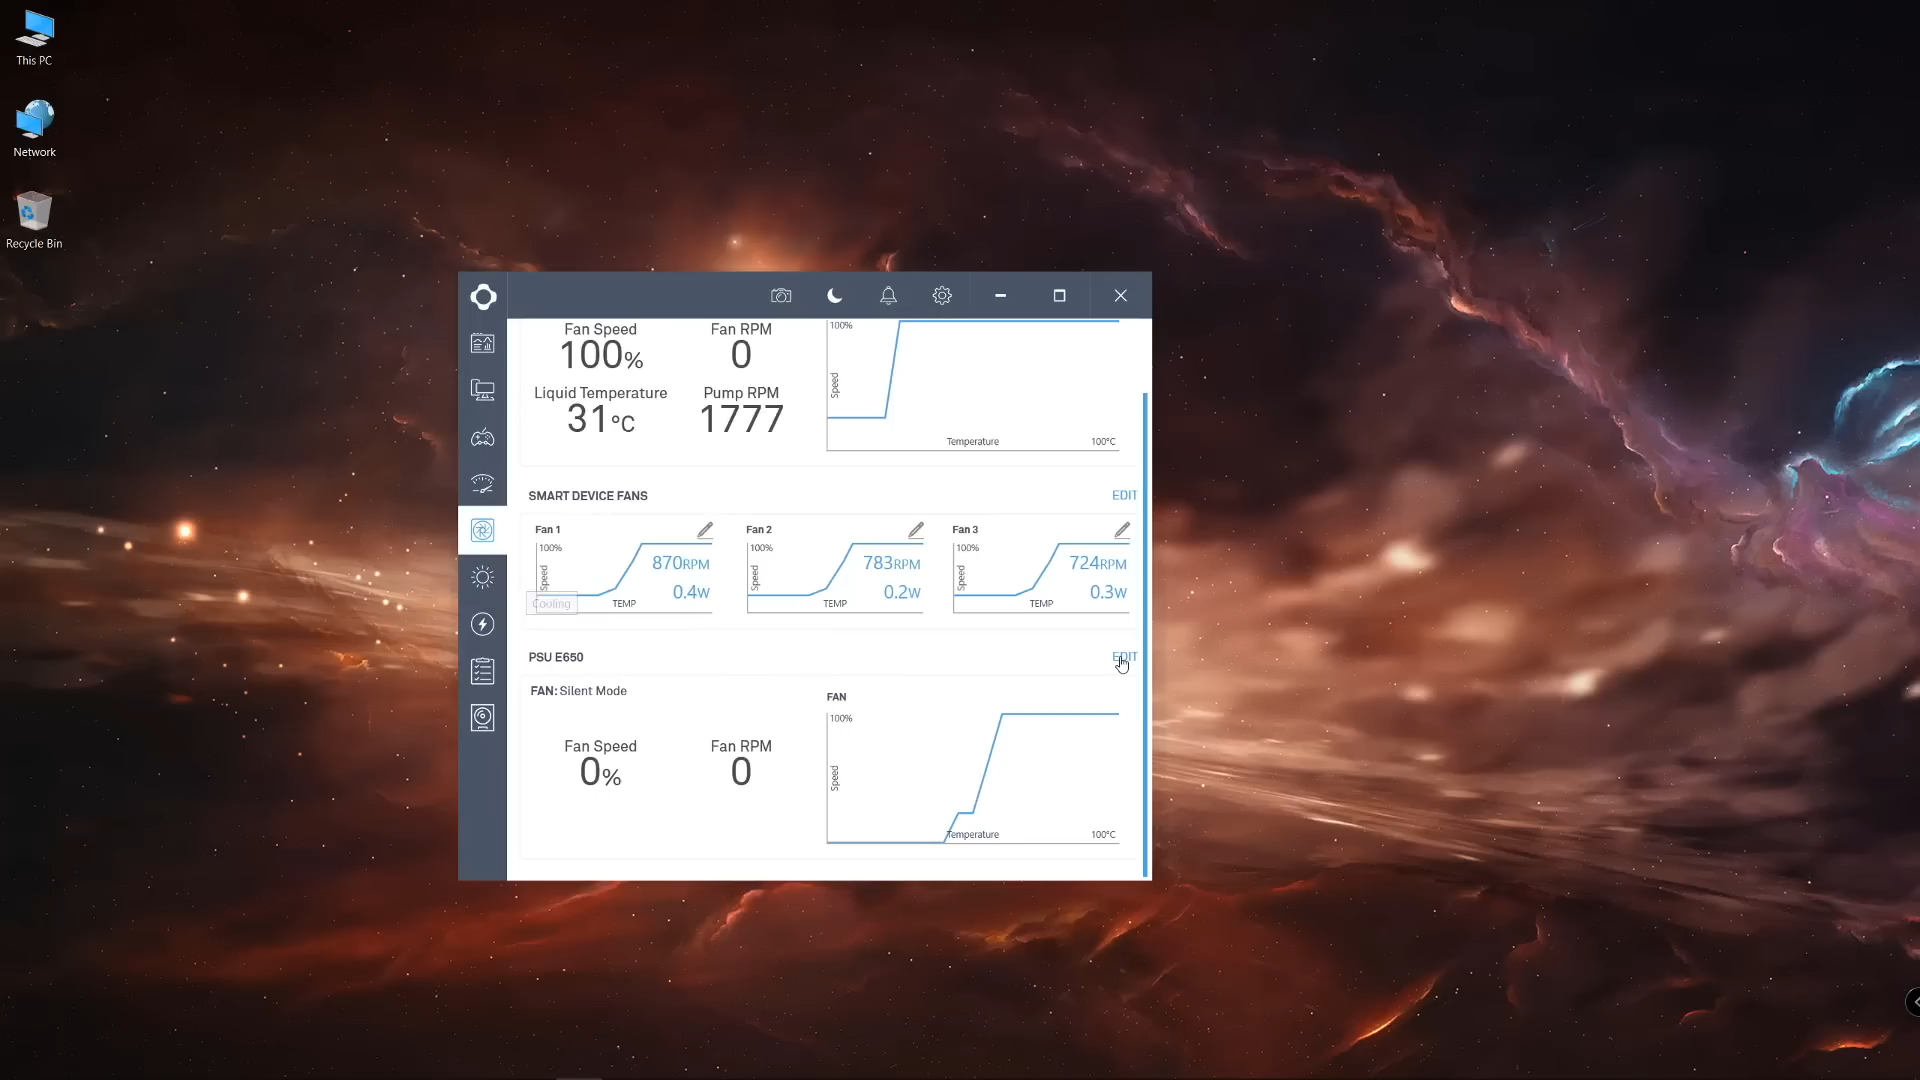 This PC
Network
Recycle Bin
Fan Speed
100%
Fan RPM
0
Liquid Temperature
31°C
Pump RPM
1777
100%
Speed
Temperature
100°C
SMART DEVICE FANS
EDIT
Fan 1
100%
Speed
870RPM
0.4W
TEMP
Cooling
Fan 2
100%
Speed
783RPM
0.2W
TEMP
Fan 3
100%
Speed
724RPM
0.3W
TEMP
PSU E650
EDIT
FAN: Silent Mode
Fan Speed
0%
Fan RPM
0
FAN
100%
Speed
Temperature
100°C